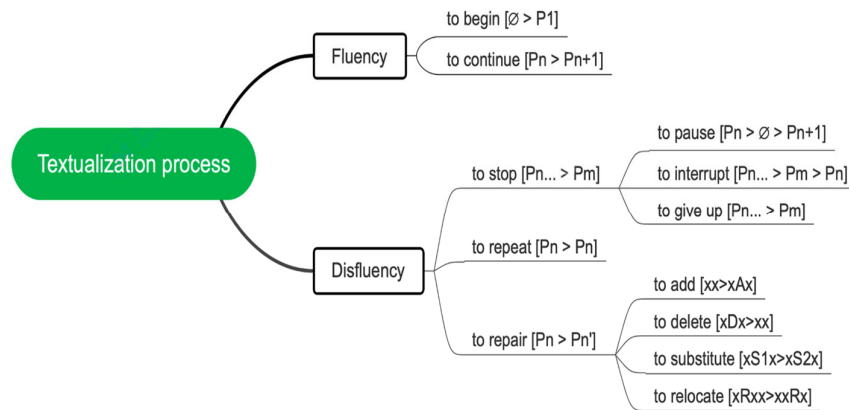 Textualization process
Fluency
to begin [∅ > P1]
to continue [Pn > Pn+1]
Disfluency
to stop [Pn... > Pm]
to pause [Pn > ∅ > Pn+1]
to interrupt [Pn... > Pm > Pn]
to give up [Pn... > Pm]
to repeat [Pn > Pn]
to repair [Pn > Pn']
to add [xx>xAx]
to delete [xDx>xx]
to substitute [xS1x>xS2x]
to relocate [xRxx>xxRx]